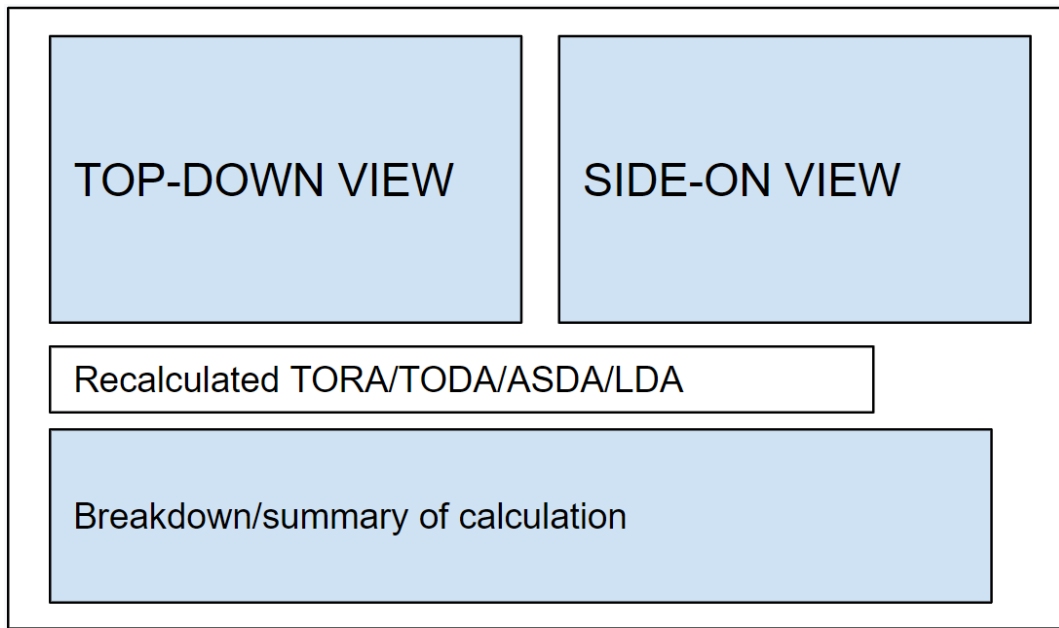 TOP-DOWN VIEW
SIDE-ON VIEW
Recalculated TORA/TODA/ASDA/LDA
Breakdown/summary of calculation